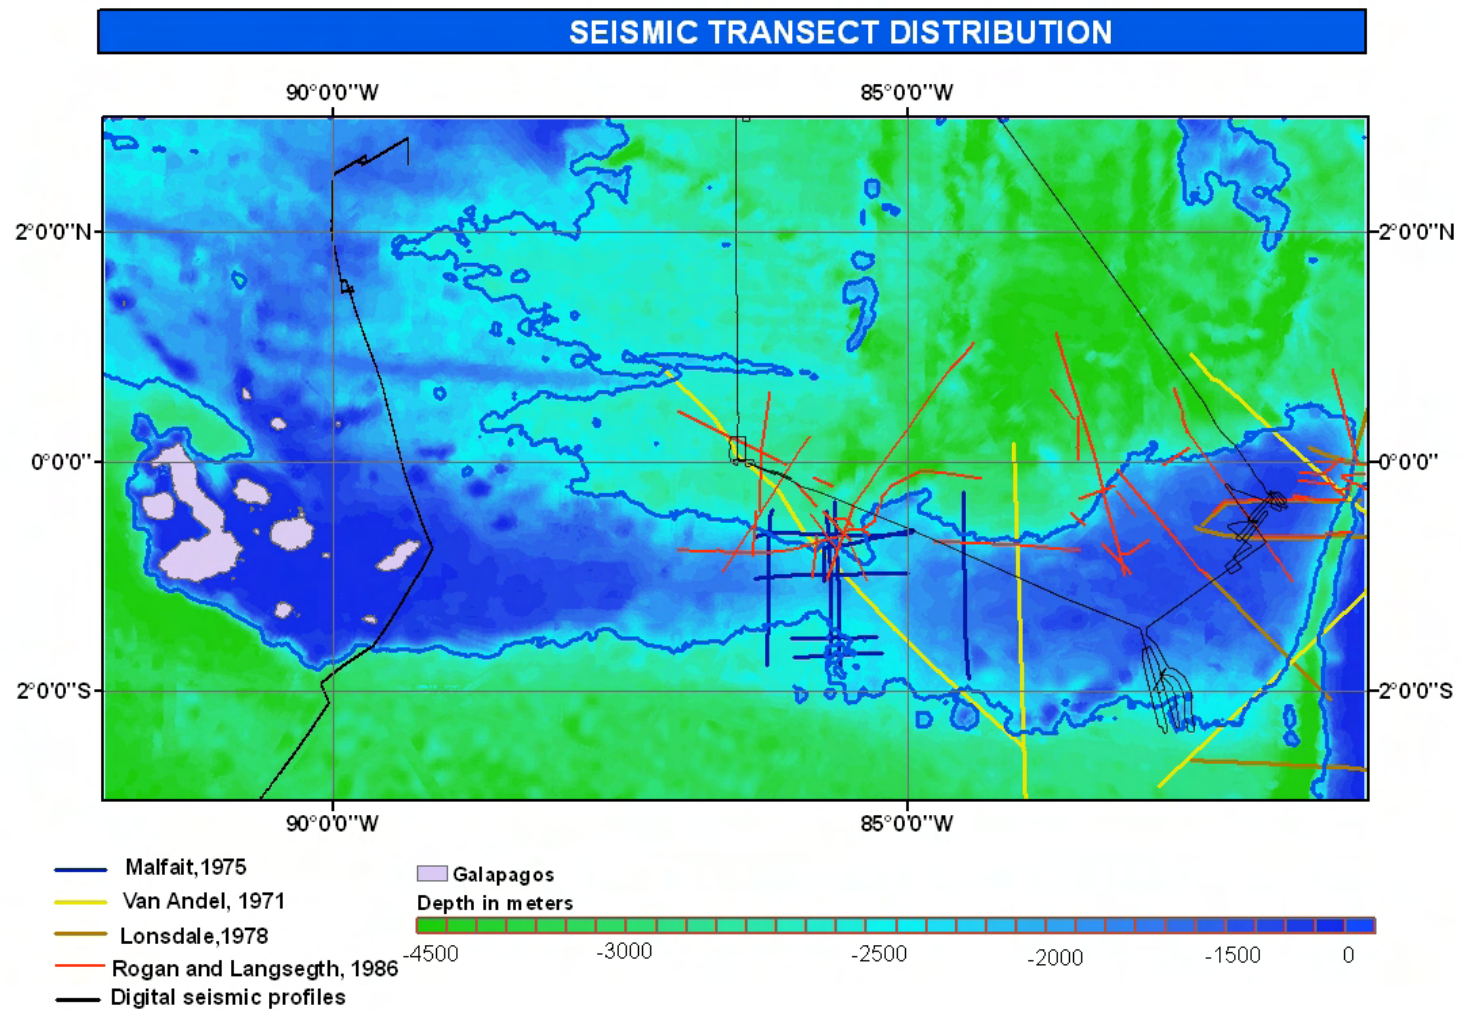 SEISMIC TRANSECT DISTRIBUTION
90°0'0"W 85°0'0"W
2°0'0"N 2°0'0"N
0°0'0" 0°0'0"
2°0'0"S 2°0'0"S
90°0'0"W 85°0'0"W
Malfait,1975
Van Andel, 1971
Lonsdale,1978
Rogan and Langsegth, 1986
Digital seismic profiles
Galapagos
Depth in meters
-4500 -3000 -2500 -2000 -1500 0